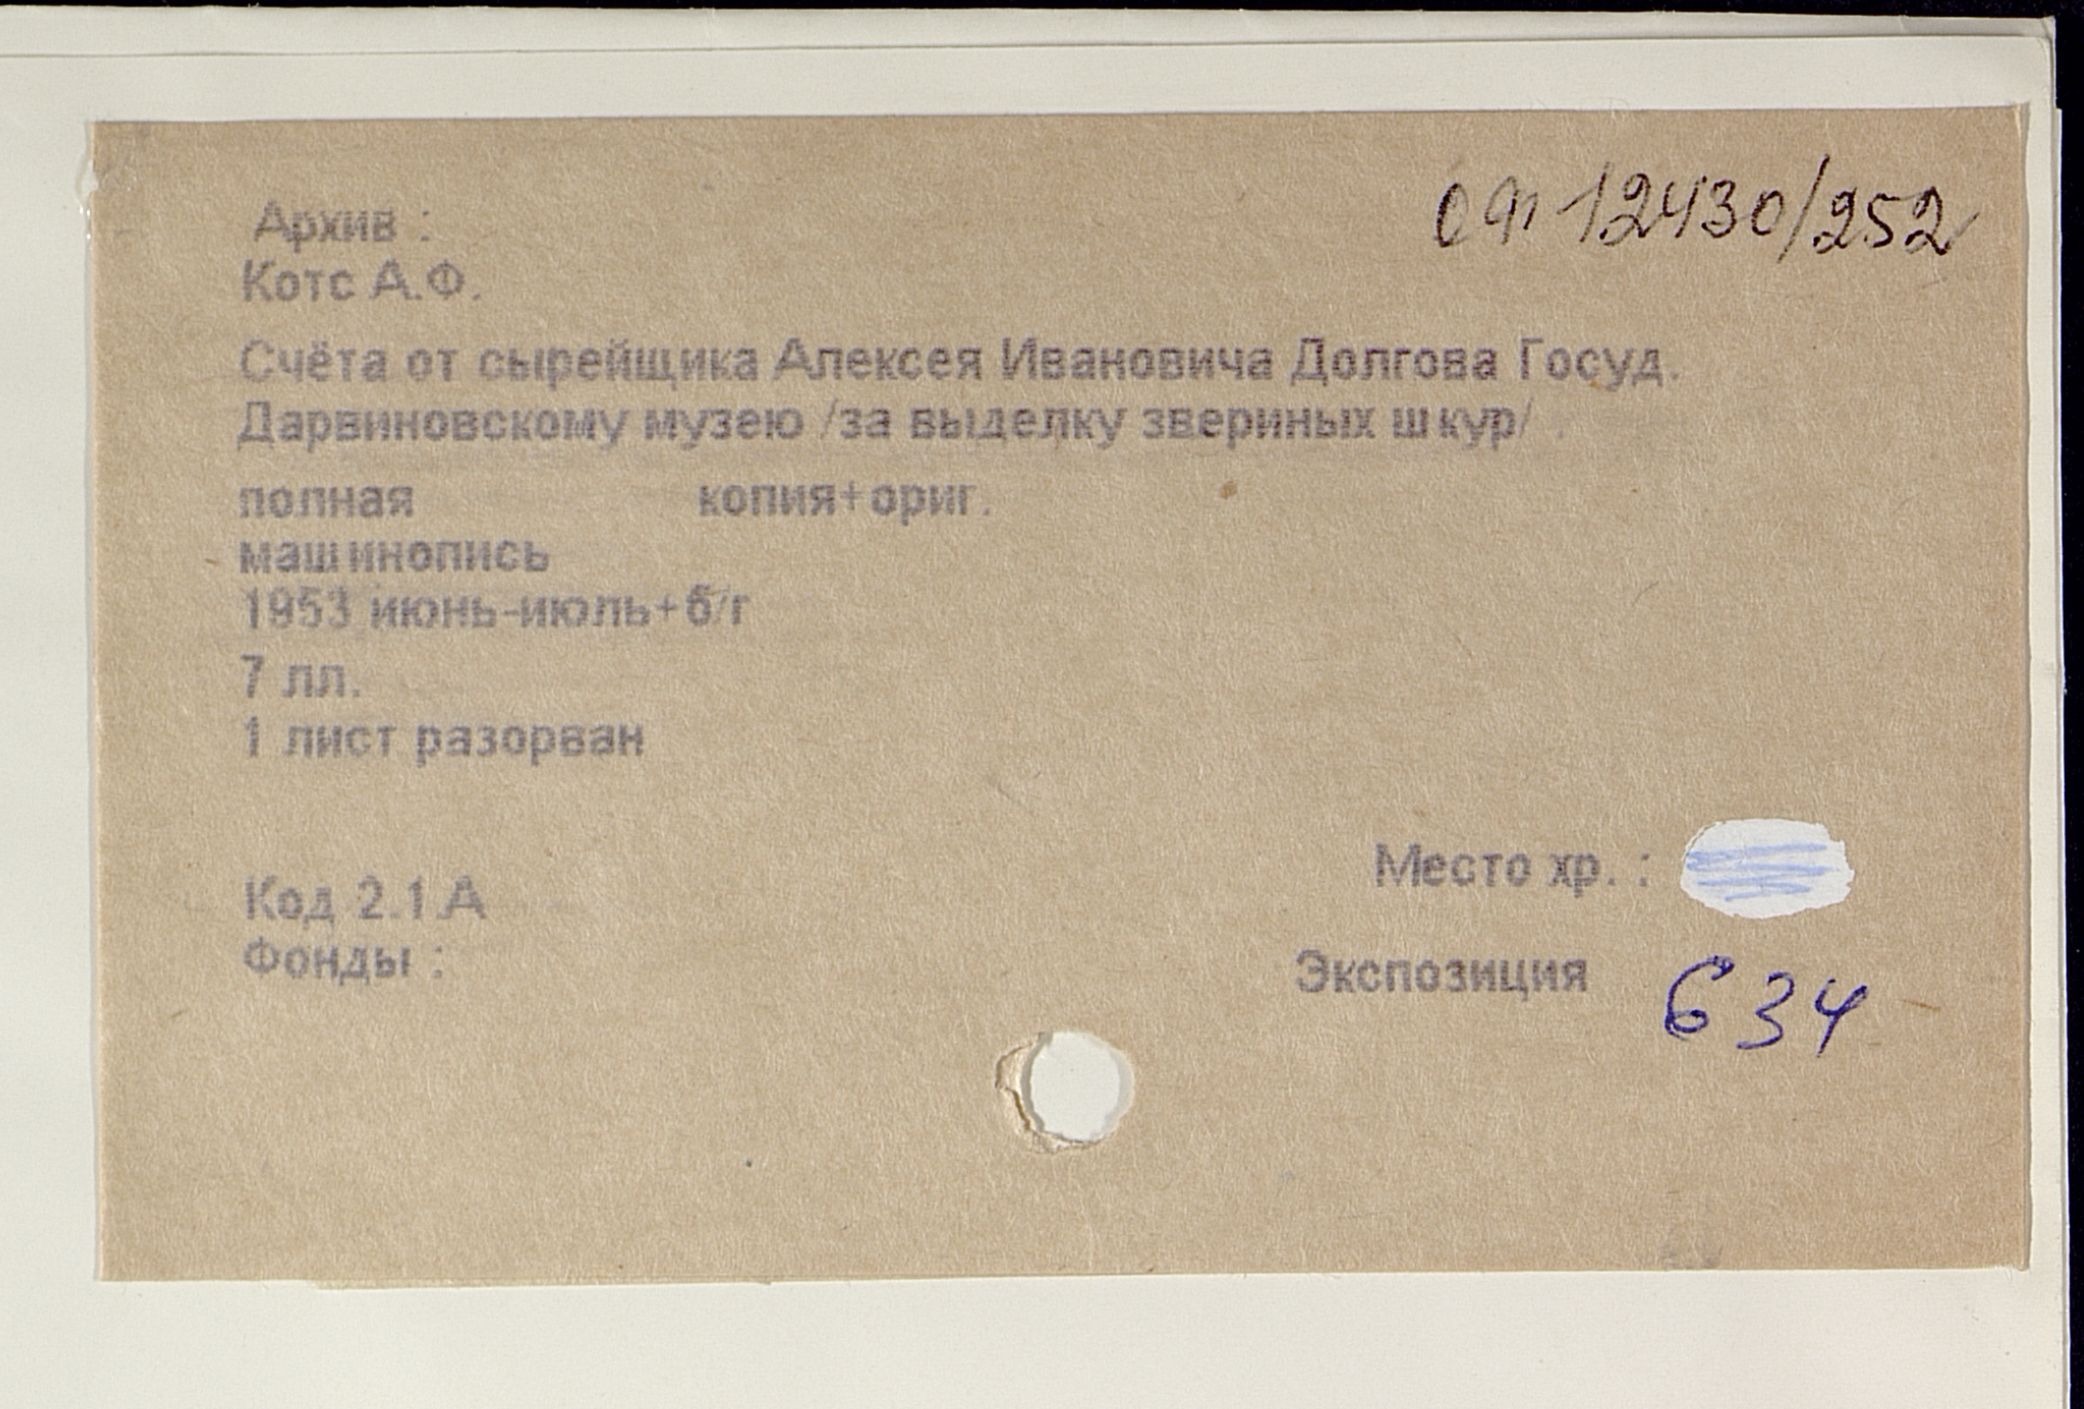 ОФ 12430/252
Архив :
Котс А.Ф.
Счёта от сырейщика Алексея Ивановича Долгова Госуд.
Дарвиновскому музею /за выделку звериных шкур/ .
полная копия+ориг.
машинопись
1953 июнь-июль+б/г
7 лл.
1 лист разорван
Место хр. :
Код 2.1.А
Фонды :
Экспозиция
634